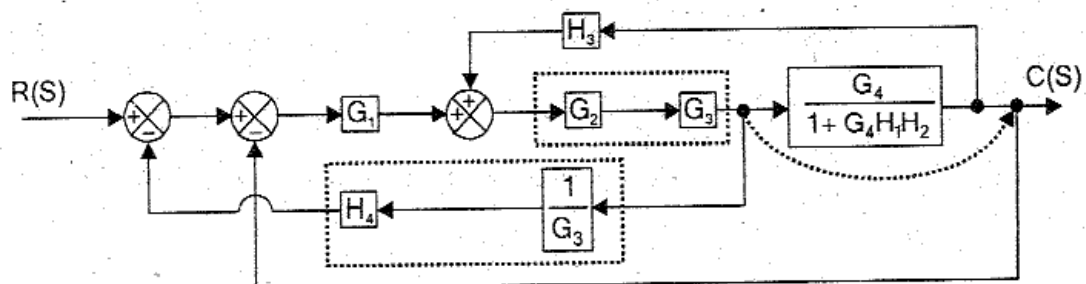 H₃
R(S)
+
−
+
−
G₁
+
+
G₂
G₃
G₄
1 + G₄H₁H₂
C(S)
H₄
1
G₃